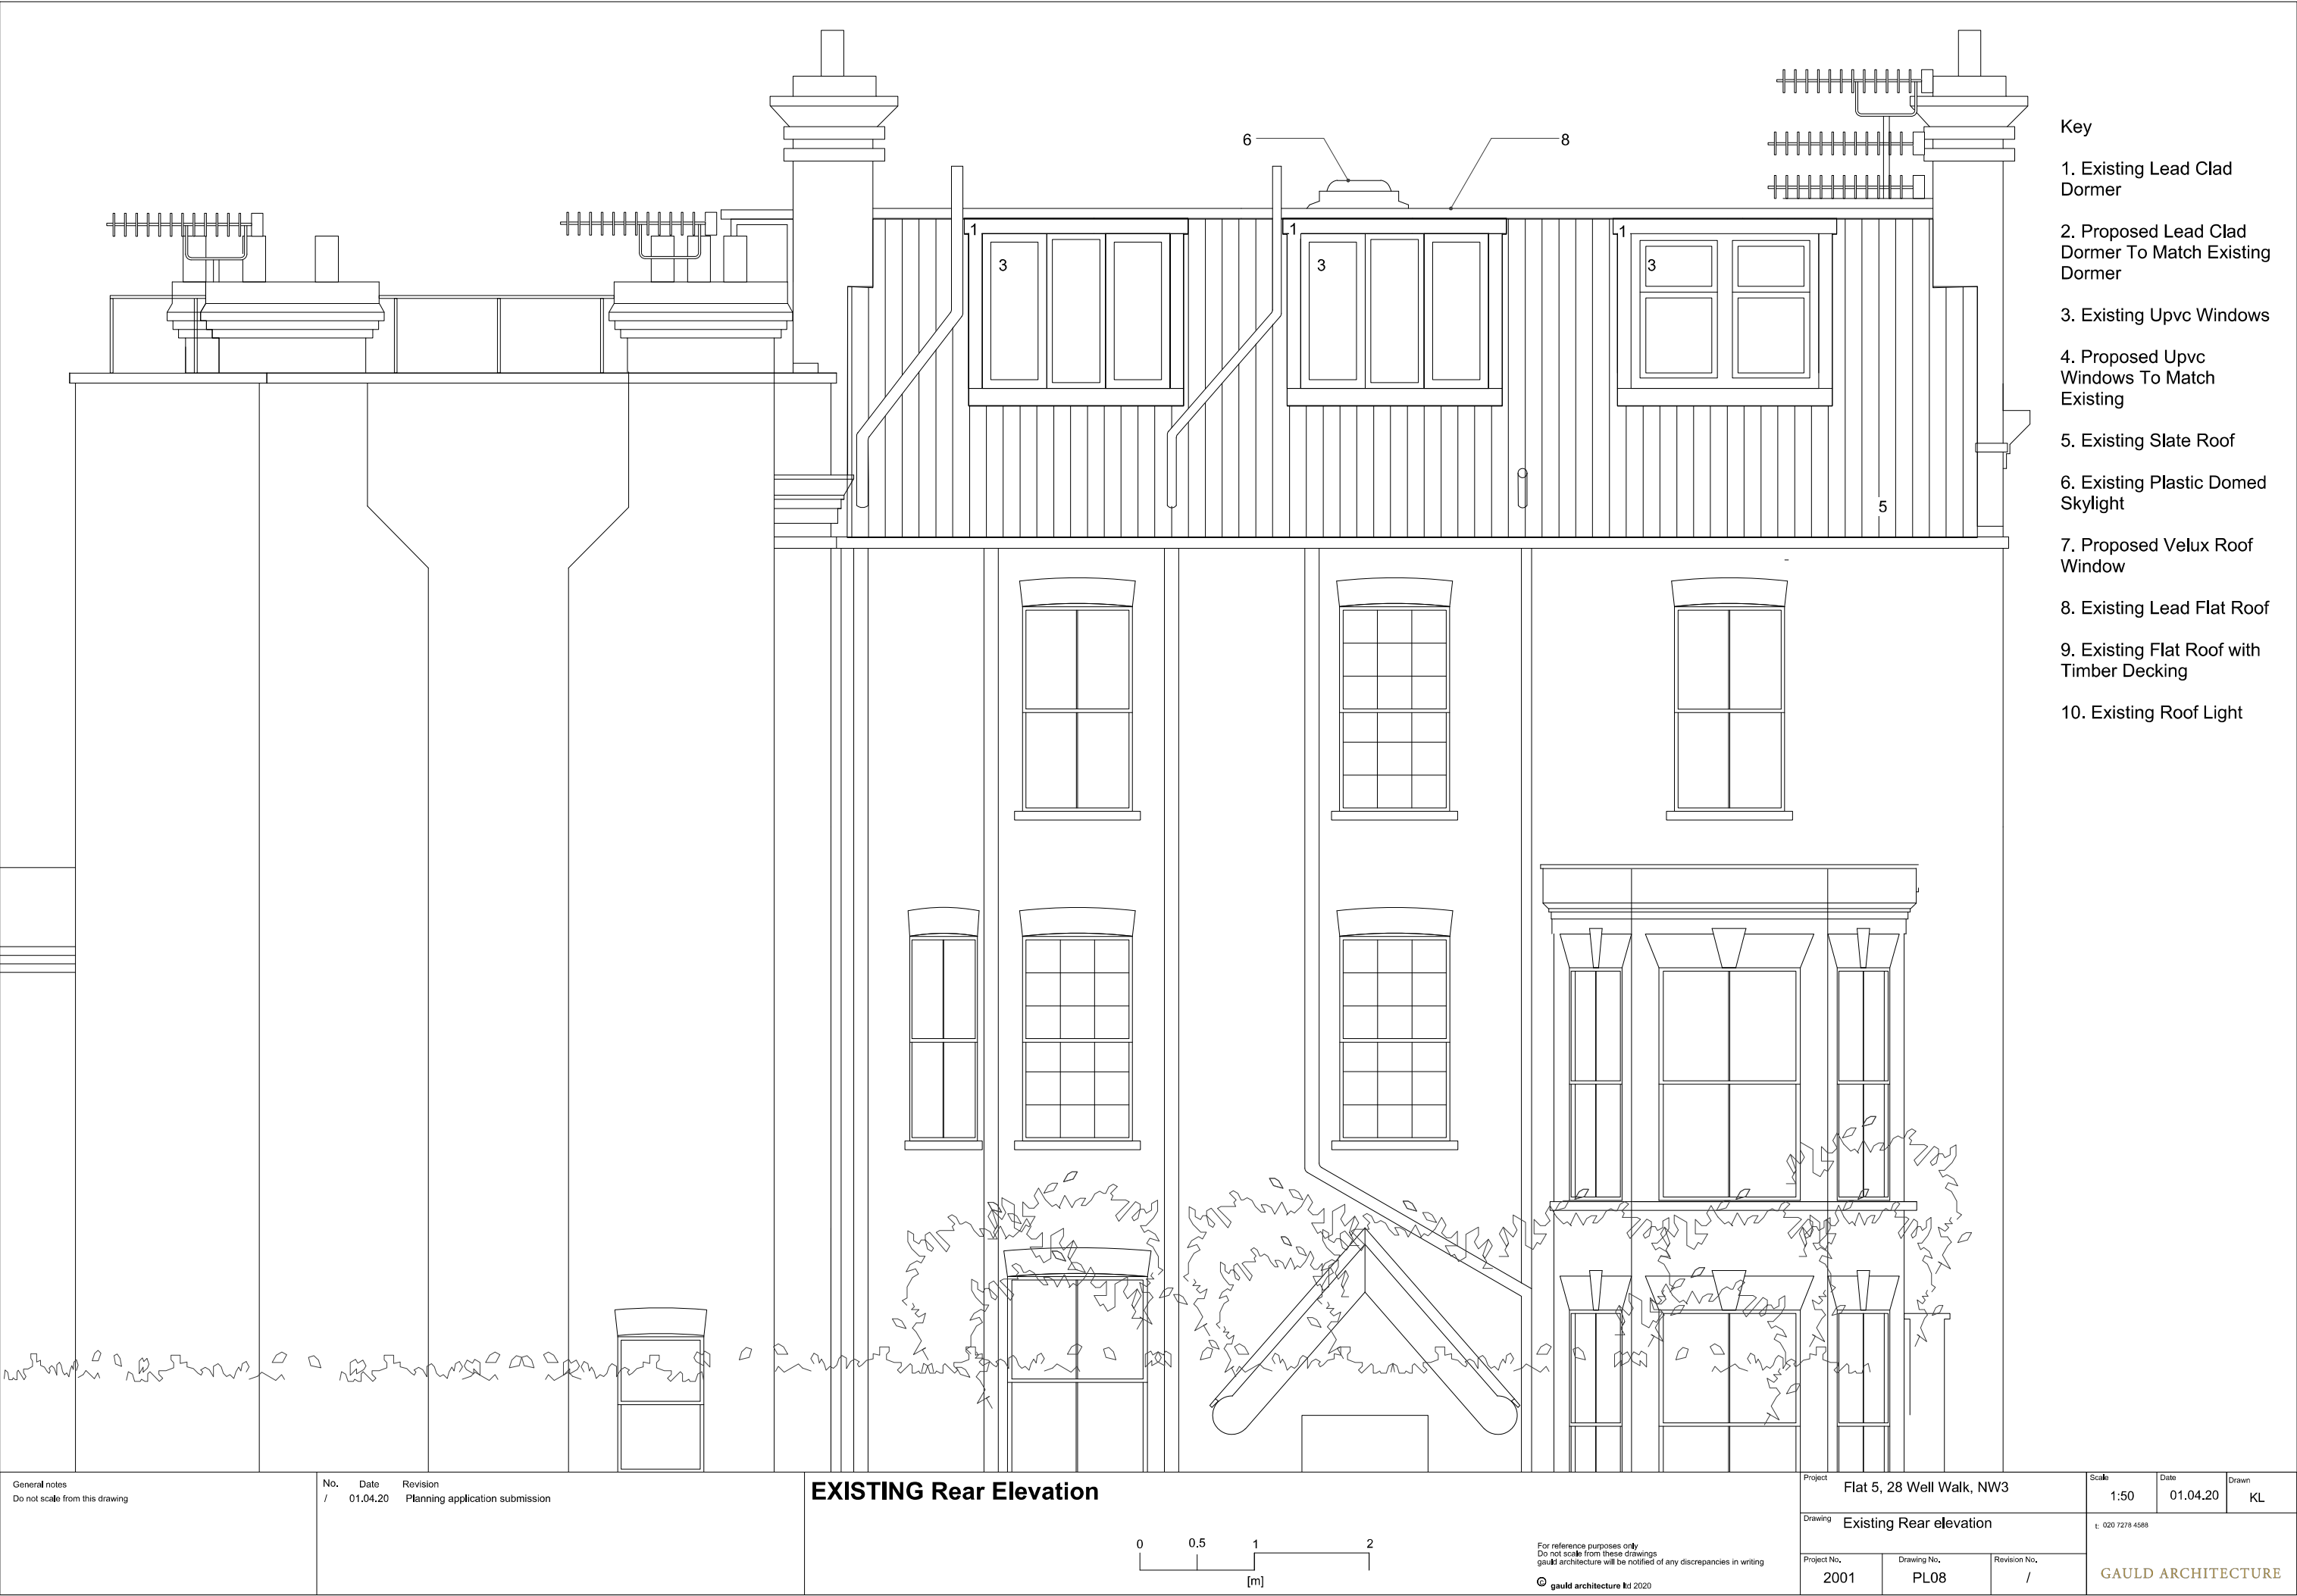 6
8
1
3
1
3
1
3
5
Key
1. Existing Lead Clad
Dormer
2. Proposed Lead Clad
Dormer To Match Existing
Dormer
3. Existing Upvc Windows
4. Proposed Upvc
Windows To Match
Existing
5. Existing Slate Roof
6. Existing Plastic Domed
Skylight
7. Proposed Velux Roof
Window
8. Existing Lead Flat Roof
9. Existing Flat Roof with
Timber Decking
10. Existing Roof Light
General notes
Do not scale from this drawing
No. Date Revision
/ 01.04.20 Planning application submission
EXISTING Rear Elevation
0 0.5 1 2
[m]
For reference purposes only
Do not scale from these drawings
gauld architecture will be notified of any discrepancies in writing
© gauld architecture ltd 2020
Project
Flat 5, 28 Well Walk, NW3
Drawing
Existing Rear elevation
Project No. Drawing No. Revision No.
2001 PL08 /
Scale Date Drawn
1:50 01.04.20 KL
t: 020 7278 4588
GAULD ARCHITECTURE